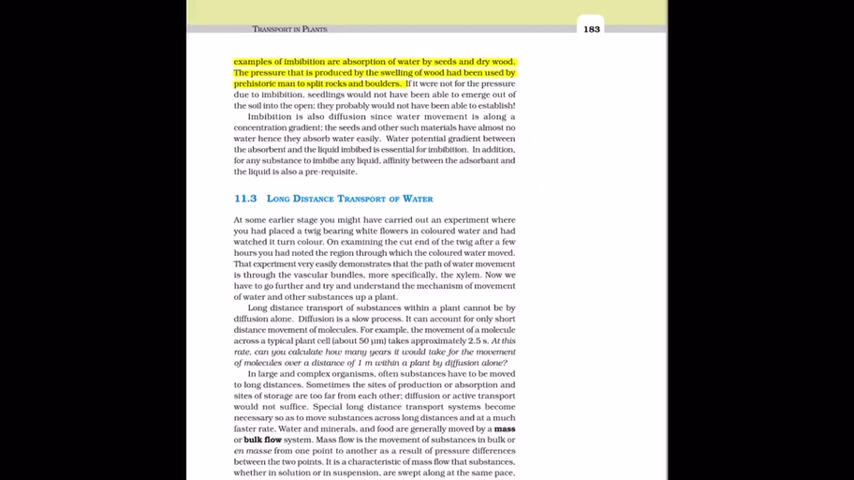 TRANSPORT IN PLANTS
183
examples of imbibition are absorption of water by seeds and dry wood.
The pressure that is produced by the swelling of wood had been used by
prehistoric man to split rocks and boulders. If it were not for the pressure
due to imbibition, seedlings would not have been able to emerge out of
the soil into the open; they probably would not have been able to establish!
Imbibition is also diffusion since water movement is along a
concentration gradient; the seeds and other such materials have almost no
water hence they absorb water easily. Water potential gradient between
the absorbent and the liquid imbibed is essential for imbibition. In addition,
for any substance to imbibe any liquid, affinity between the adsorbant and
the liquid is also a pre-requisite.
11.3 LONG DISTANCE TRANSPORT OF WATER
At some earlier stage you might have carried out an experiment where
you had placed a twig bearing white flowers in coloured water and had
watched it turn colour. On examining the cut end of the twig after a few
hours you had noted the region through which the coloured water moved.
That experiment very easily demonstrates that the path of water movement
is through the vascular bundles, more specifically, the xylem. Now we
have to go further and try and understand the mechanism of movement
of water and other substances up a plant.
Long distance transport of substances within a plant cannot be by
diffusion alone. Diffusion is a slow process. It can account for only short
distance movement of molecules. For example, the movement of a molecule
across a typical plant cell (about 50 µm) takes approximately 2.5 s. At this
rate, can you calculate how many years it would take for the movement
of molecules over a distance of 1 m within a plant by diffusion alone?
In large and complex organisms, often substances have to be moved
to long distances. Sometimes the sites of production or absorption and
sites of storage are too far from each other; diffusion or active transport
would not suffice. Special long distance transport systems become
necessary so as to move substances across long distances and at a much
faster rate. Water and minerals, and food are generally moved by a mass
or bulk flow system. Mass flow is the movement of substances in bulk or
en masse from one point to another as a result of pressure differences
between the two points. It is a characteristic of mass flow that substances,
whether in solution or in suspension, are swept along at the same pace,